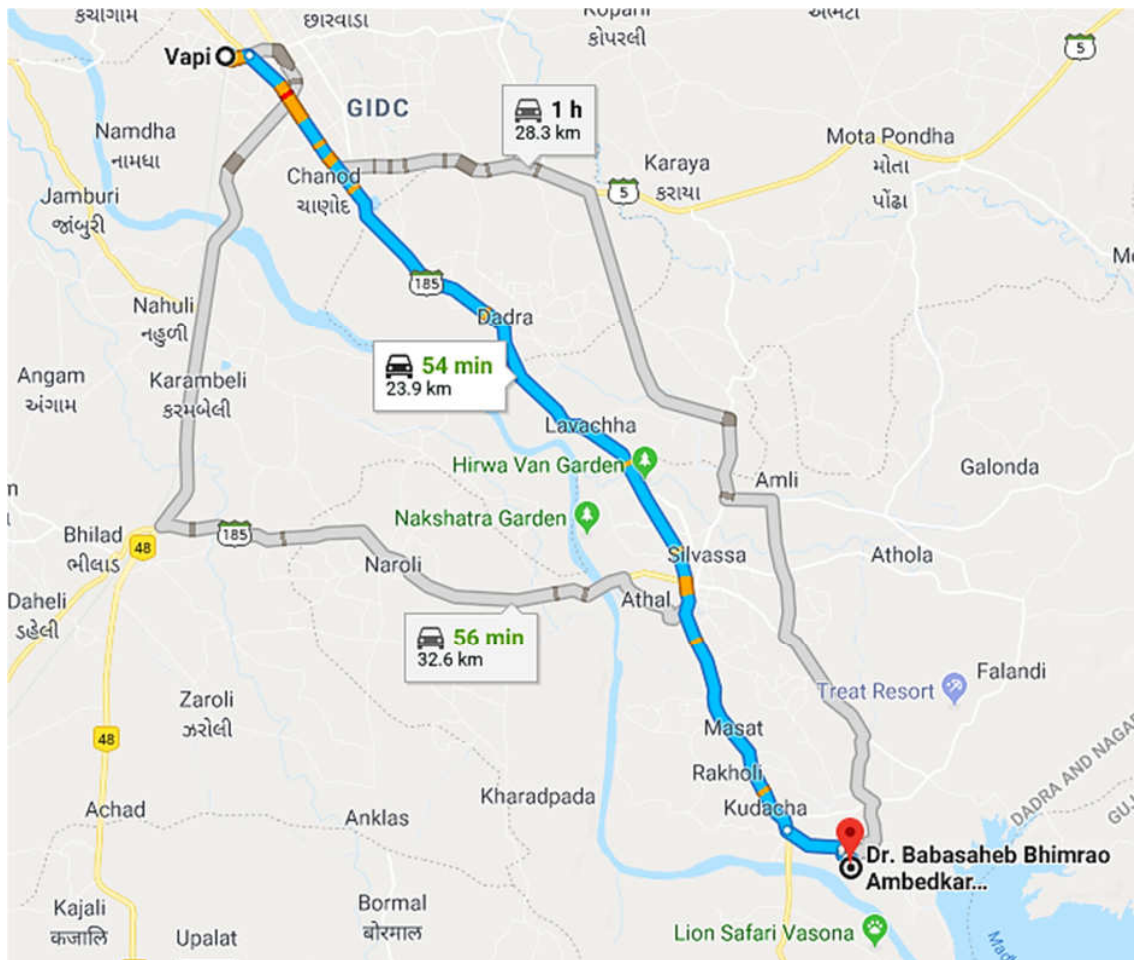 છારવાડા
કોપરલી
5
Vapi
GIDC
1 h
28.3 km
Namdha
નામધા
Mota Pondha
મોતા
પોંઢા
Karaya
કરાયા
5
Chanod
ચાણોદ
Jamburi
જાંબુરી
185
Nahuli
નહુળી
Dadra
54 min
23.9 km
Angam
અંગામ
Karambeli
કરમબેલી
Lavachha
Hirwa Van Garden
Galonda
Amli
Nakshatra Garden
Bhilad
ભીલાડ
48
185
Silvassa
Athola
Naroli
Athal
Daheli
ડહેલી
56 min
32.6 km
Falandi
Treat Resort
Zaroli
ઝરોલી
48
Masat
Rakholi
Kharadpada
Kudacha
DADRA AND NAGAR
Achad
Anklas
Dr. Babasaheb Bhimrao
Ambedkar...
Kajali
કજાલિ
Upalat
Bormal
બોરમાલ
Lion Safari Vasona